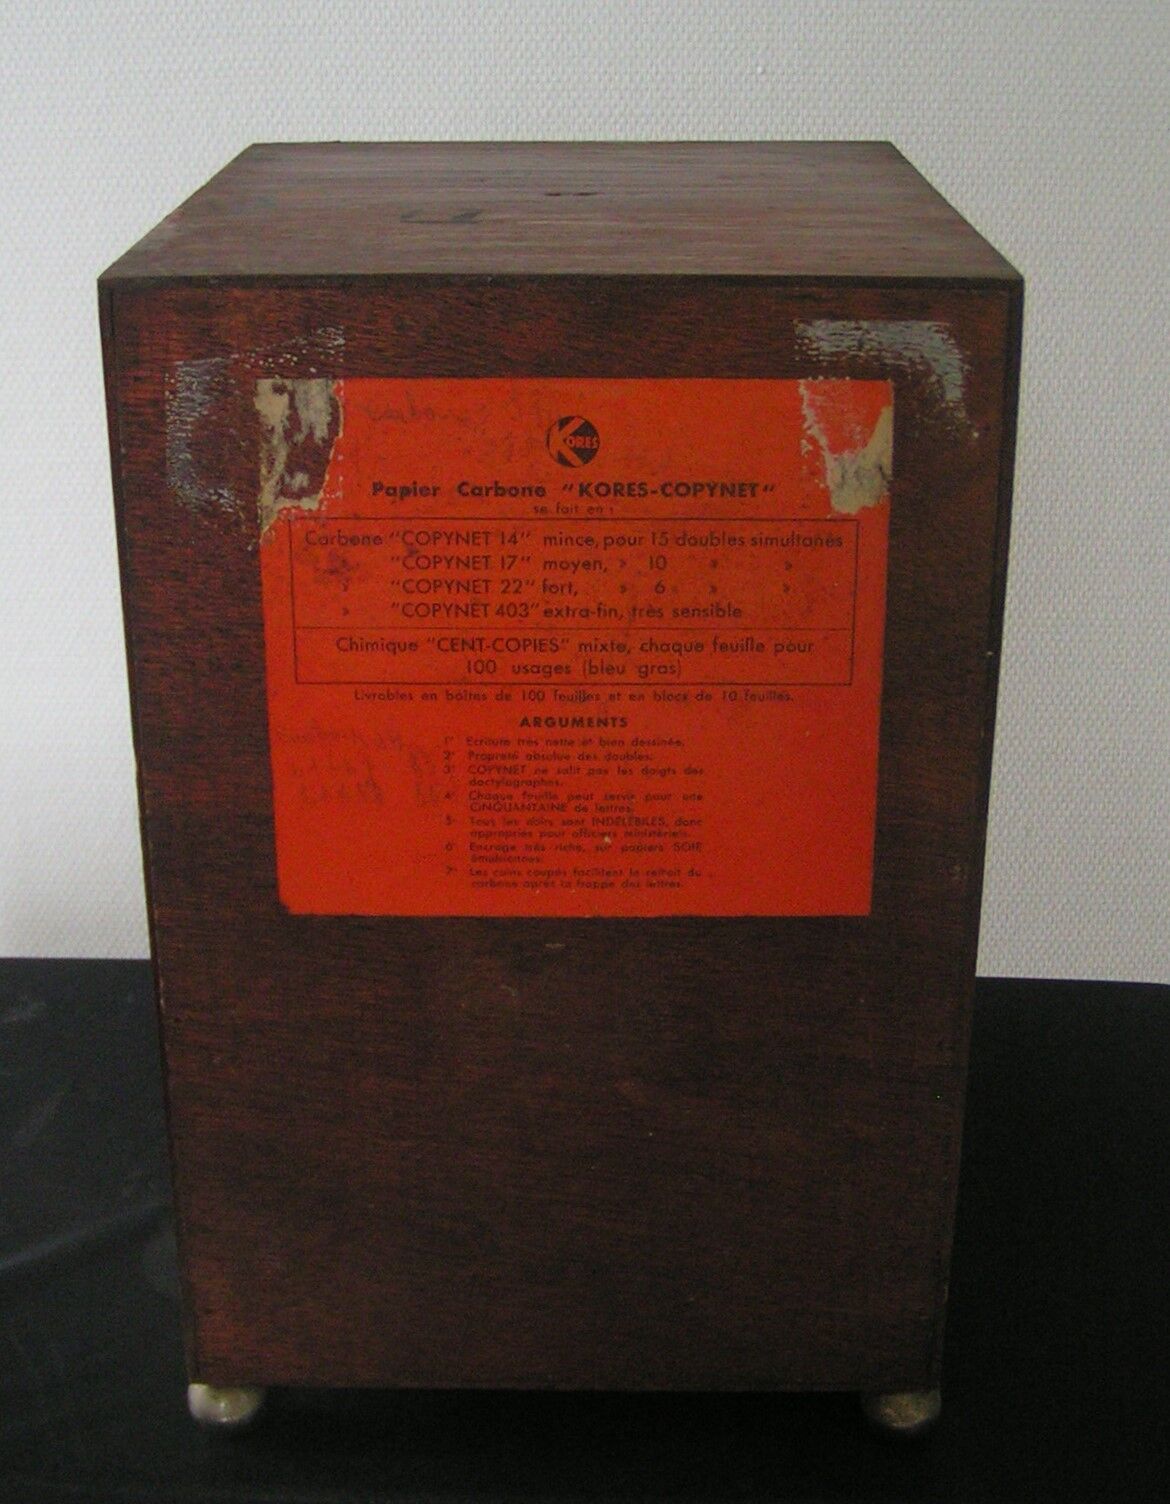 KORES
Papier Carbone "KORES-COPYNET"
se fait en :
Carbone "COPYNET 14" mince, pour 15 doubles simultanés
"COPYNET 17" moyen, » 10 » »
» "COPYNET 22" fort, » 6 » »
» "COPYNET 403" extra-fin, très sensible
Chimique "CENT-COPIES" mixte, chaque feuille pour
100 usages (bleu gras)
Livrables en boîtes de 100 feuilles et en blocs de 10 feuilles.
ARGUMENTS
1° Ecriture très nette et bien dessinée.
2° Propreté absolue des doubles.
3° COPYNET ne salit pas les doigts des
dactylographes.
4° Chaque feuille peut servir pour une
CINQUANTAINE de lettres.
5° Tous les noirs sont INDELEBILES, donc
appropriés pour officiers ministériels.
6° Encrage très riche, sur papiers SOIE
émulsionnés.
7° Les coins coupés facilitent le retrait du
carbone après la frappe des lettres.